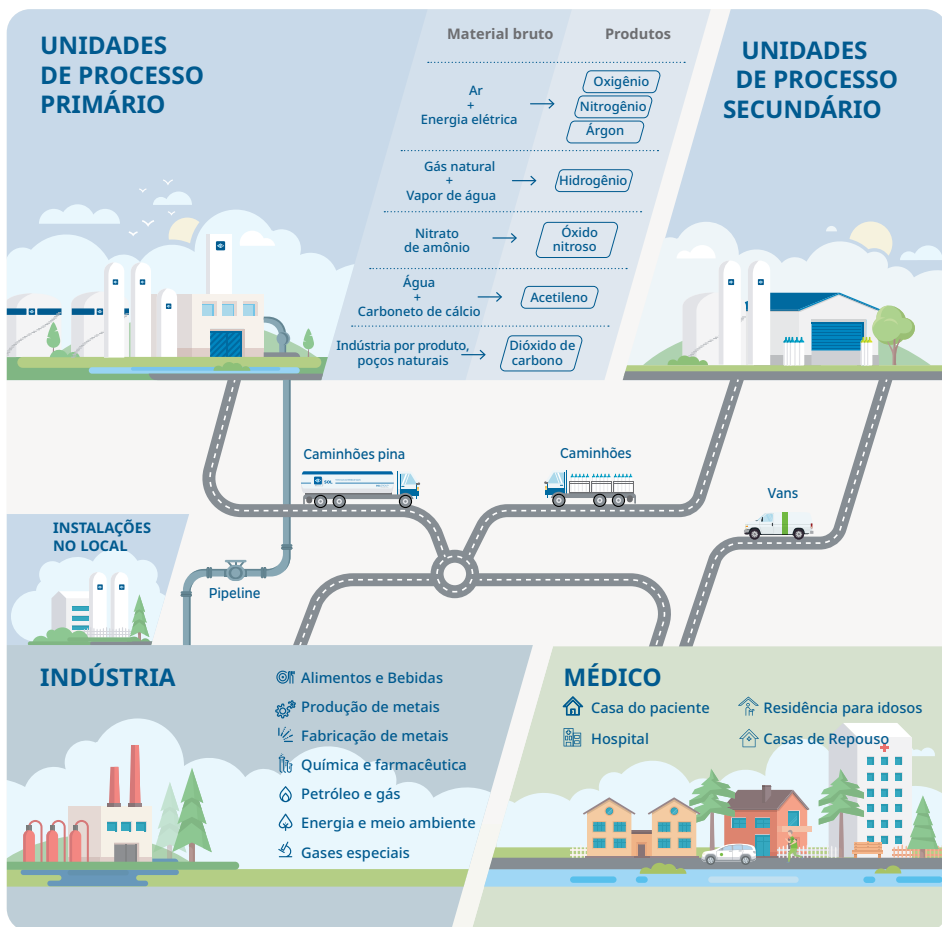 UNIDADES
DE PROCESSO
PRIMÁRIO
Material bruto
Produtos
Ar
+
Energia elétrica
Oxigênio
Nitrogênio
Árgon
Gás natural
+
Vapor de água
Hidrogênio
Nitrato
de amônio
Óxido
nitroso
Água
+
Carboneto de cálcio
Acetileno
Indústria por produto,
poços naturais
Dióxido de
carbono
UNIDADES
DE PROCESSO
SECUNDÁRIO
Caminhões pina
SOL
Caminhões
Vans
INSTALAÇÕES
NO LOCAL
Pipeline
INDÚSTRIA
Alimentos e Bebidas
Produção de metais
Fabricação de metais
Química e farmacêutica
Petróleo e gás
Energia e meio ambiente
Gases especiais
MÉDICO
Casa do paciente
Residência para idosos
Hospital
Casas de Repouso